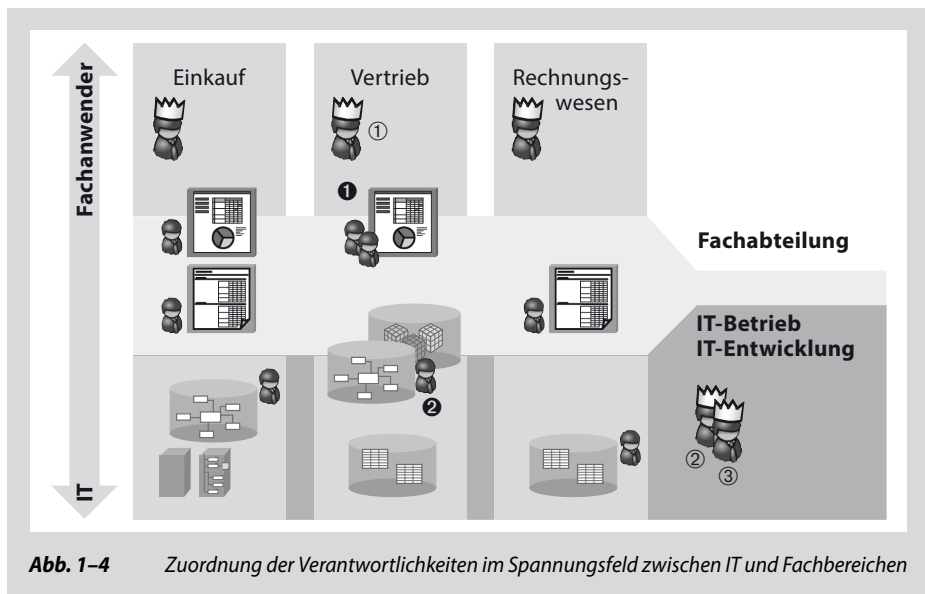 Fachanwender
IT
Einkauf
Vertrieb
Rechnungs-
wesen
①
❶
Fachabteilung
IT-Betrieb
IT-Entwicklung
❷
②
③
Abb. 1–4 Zuordnung der Verantwortlichkeiten im Spannungsfeld zwischen IT und Fachbereichen